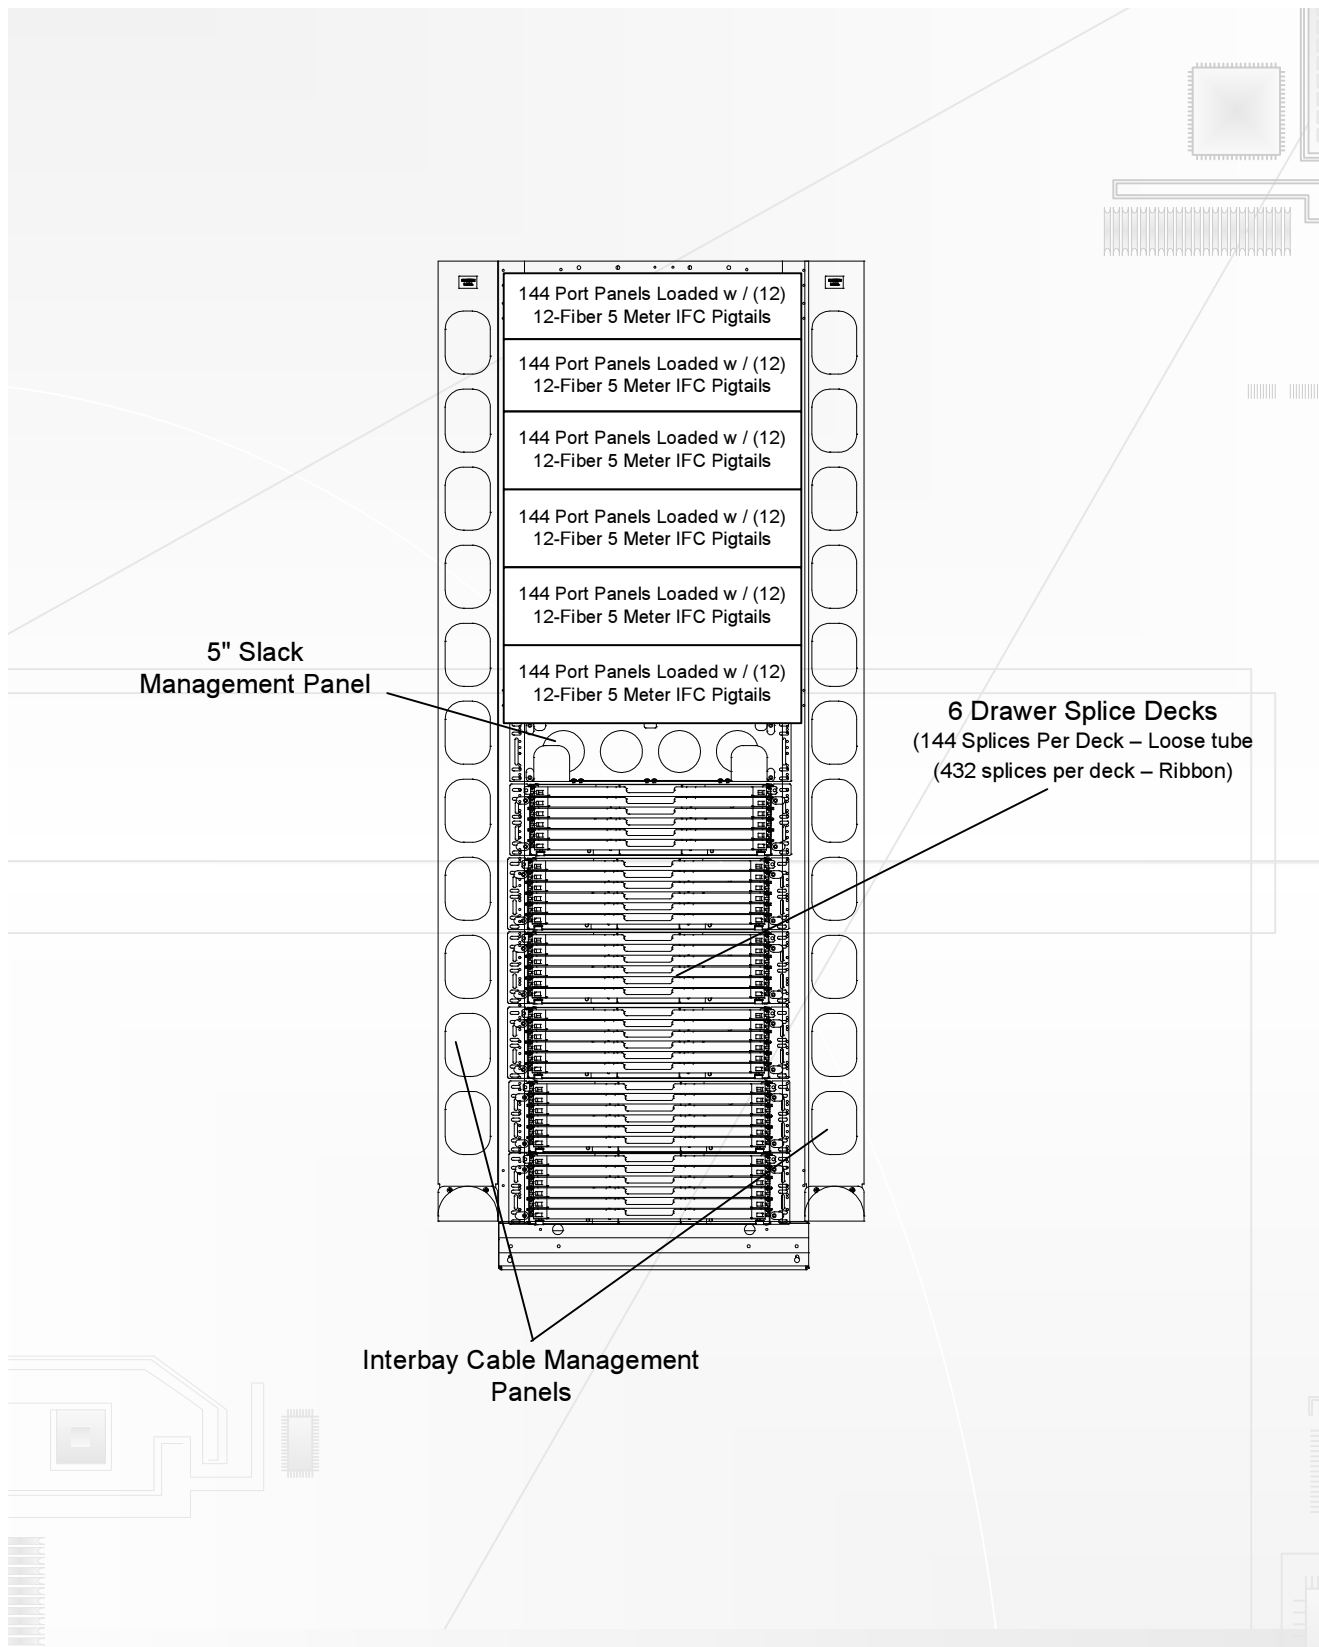 144 Port Panels Loaded w / (12)
12-Fiber 5 Meter IFC Pigtails
144 Port Panels Loaded w / (12)
12-Fiber 5 Meter IFC Pigtails
144 Port Panels Loaded w / (12)
12-Fiber 5 Meter IFC Pigtails
144 Port Panels Loaded w / (12)
12-Fiber 5 Meter IFC Pigtails
144 Port Panels Loaded w / (12)
12-Fiber 5 Meter IFC Pigtails
144 Port Panels Loaded w / (12)
12-Fiber 5 Meter IFC Pigtails
5" Slack
Management Panel
6 Drawer Splice Decks
(144 Splices Per Deck – Loose tube
(432 splices per deck – Ribbon)
Interbay Cable Management
Panels